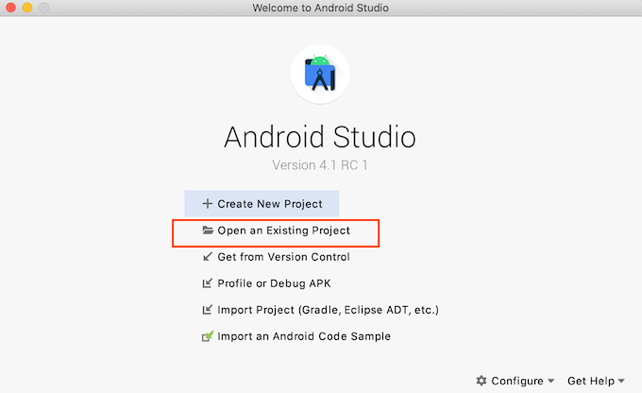 Welcome to Android Studio
Android Studio
Version 4.1 RC 1
Create New Project
Open an Existing Project
Get from Version Control
Profile or Debug APK
Import Project (Gradle, Eclipse ADT, etc.)
Import an Android Code Sample
Configure
Get Help